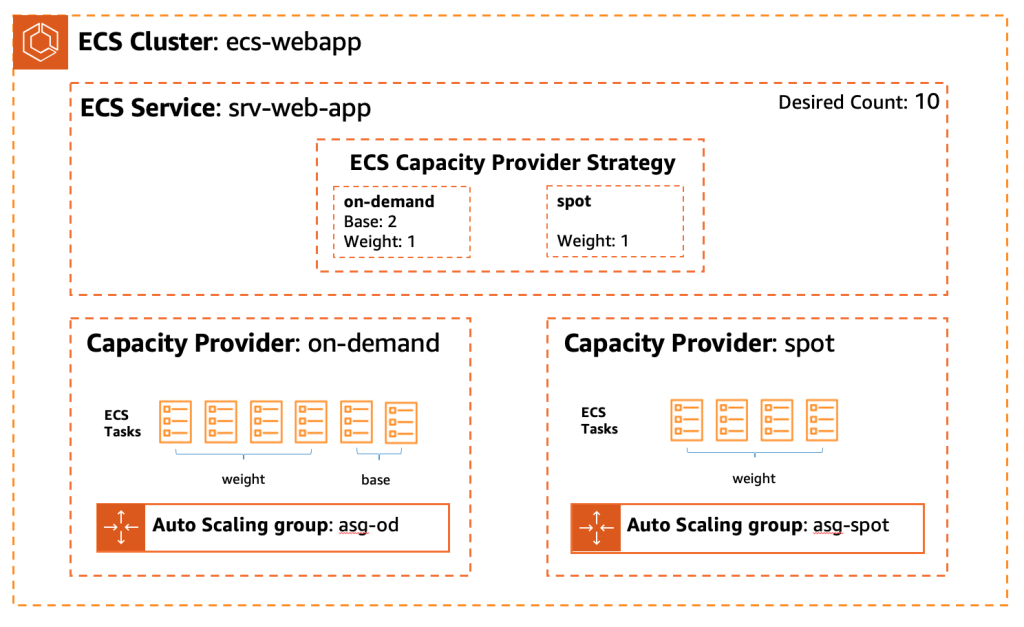 ECS Cluster: ecs-webapp
ECS Service: srv-web-app
Desired Count: 10
ECS Capacity Provider Strategy
on-demand
Base: 2
Weight: 1
spot
Weight: 1
Capacity Provider: on-demand
ECS
Tasks
weight
base
Auto Scaling group: asg-od
Capacity Provider: spot
ECS
Tasks
weight
Auto Scaling group: asg-spot